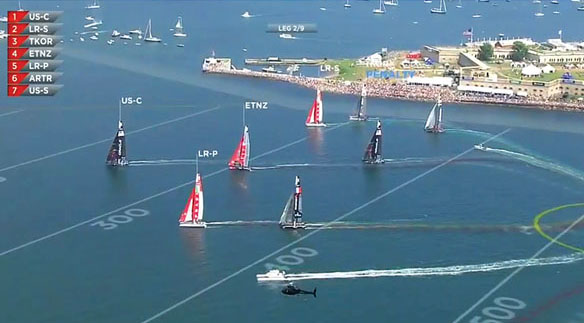 1 US-C
2 LR-S
3 TKOR
4 ETNZ
5 LR-P
6 ARTR
7 US-S
LEG 2/9
LR-S
US-C
ETNZ
LR-P
300
400
500